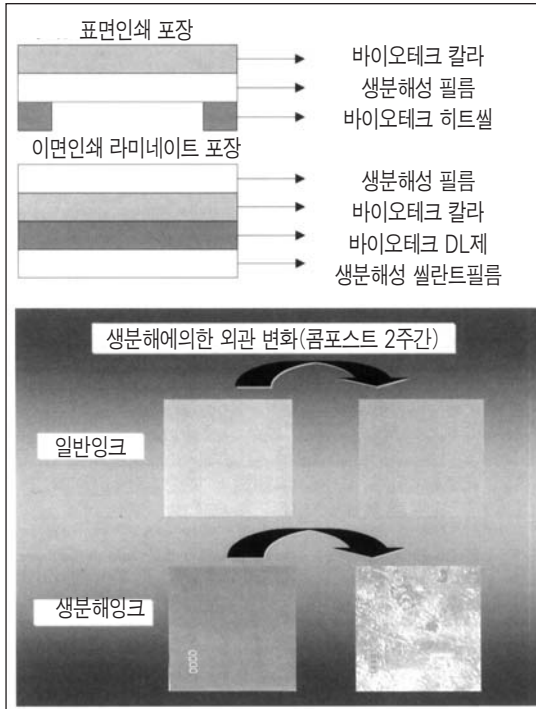 표면인쇄 포장
바이오테크 칼라
생분해성 필름
바이오테크 히트씰
이면인쇄 라미네이트 포장
생분해성 필름
바이오테크 칼라
바이오테크 DL제
생분해성 씰란트필름
생분해에의한 외관 변화(콤포스트 2주간)
일반잉크
생분해잉크